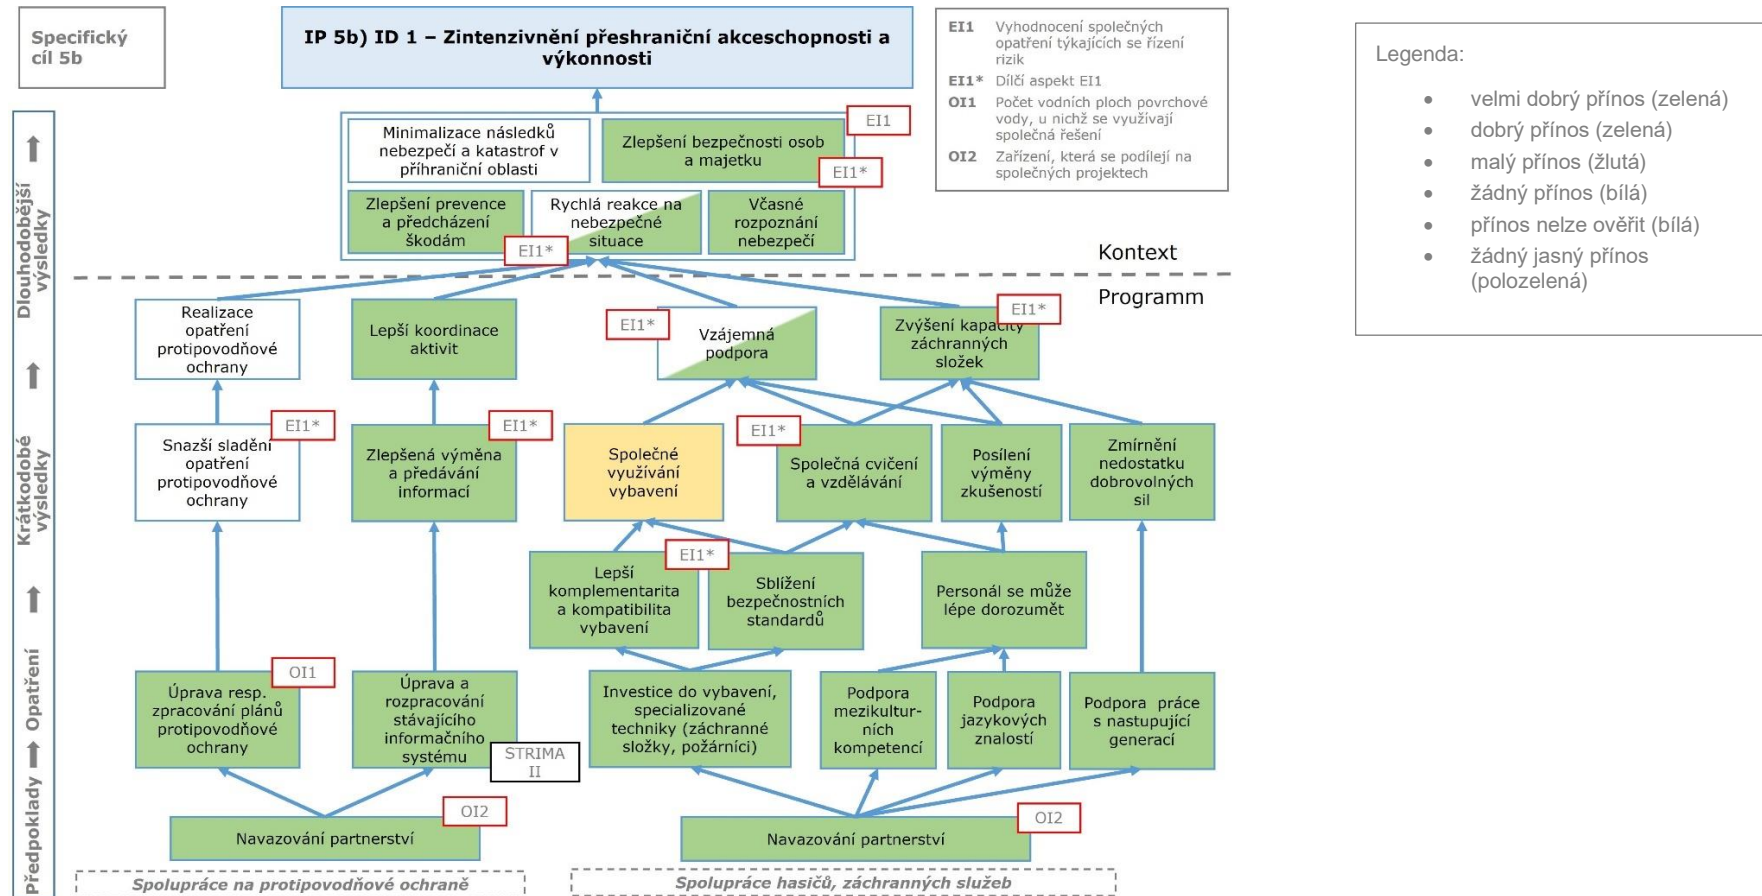 Specifický
cíl 5b
IP 5b) ID 1 – Zintenzivnění přeshraniční akceschopnosti a
výkonnosti
EI1 Vyhodnocení společných
opatření týkajících se řízení
rizik
EI1* Dílčí aspekt EI1
OI1 Počet vodních ploch povrchové
vody, u nichž se využívají
společná řešení
OI2 Zařízení, která se podílejí na
společných projektech
Legenda:
• velmi dobrý přínos (zelená)
• dobrý přínos (zelená)
• malý přínos (žlutá)
• žádný přínos (bílá)
• přínos nelze ověřit (bílá)
• žádný jasný přínos
(polozelená)
Dlouhodobější
výsledky
Krátkodobé
výsledky
Opatření
Předpoklady
Minimalizace následků
nebezpečí a katastrof v
příhraniční oblasti
Zlepšení bezpečnosti osob
a majetku
EI1
EI1*
Zlepšení prevence
a předcházení
škodám
EI1*
Rychlá reakce na
nebezpečné
situace
Včasné
rozpoznání
nebezpečí
Kontext
Programm
Realizace
opatření
protipovodňové
ochrany
Lepší koordinace
aktivit
EI1*
Vzájemná
podpora
EI1*
Zvýšení kapacity
záchranných
složek
EI1*
Snazší sladění
opatření
protipovodňové
ochrany
EI1*
Zlepšená výměna
a předávání
informací
Společné
využívání
vybavení
EI1*
Společná cvičení
a vzdělávání
Posílení
výměny
zkušeností
Zmírnění
nedostatku
dobrovolných
sil
Lepší
komplementarita
a kompatibilita
vybavení
EI1*
Sblížení
bezpečnostních
standardů
Personál se může
lépe dorozumět
OI1
Úprava resp.
zpracování plánů
protipovodňové
ochrany
Úprava a
rozpracování
stávajícího
informačního
systému
STRIMA
II
Investice do vybavení,
specializované
techniky (záchranné
složky, požárníci)
Podpora
mezikultur-
ních
kompetencí
Podpora
jazykových
znalostí
Podpora práce
s nastupující
generací
OI2
Navazování partnerství
OI2
Navazování partnerství
Spolupráce na protipovodňové ochraně
Spolupráce hasičů, záchranných služeb